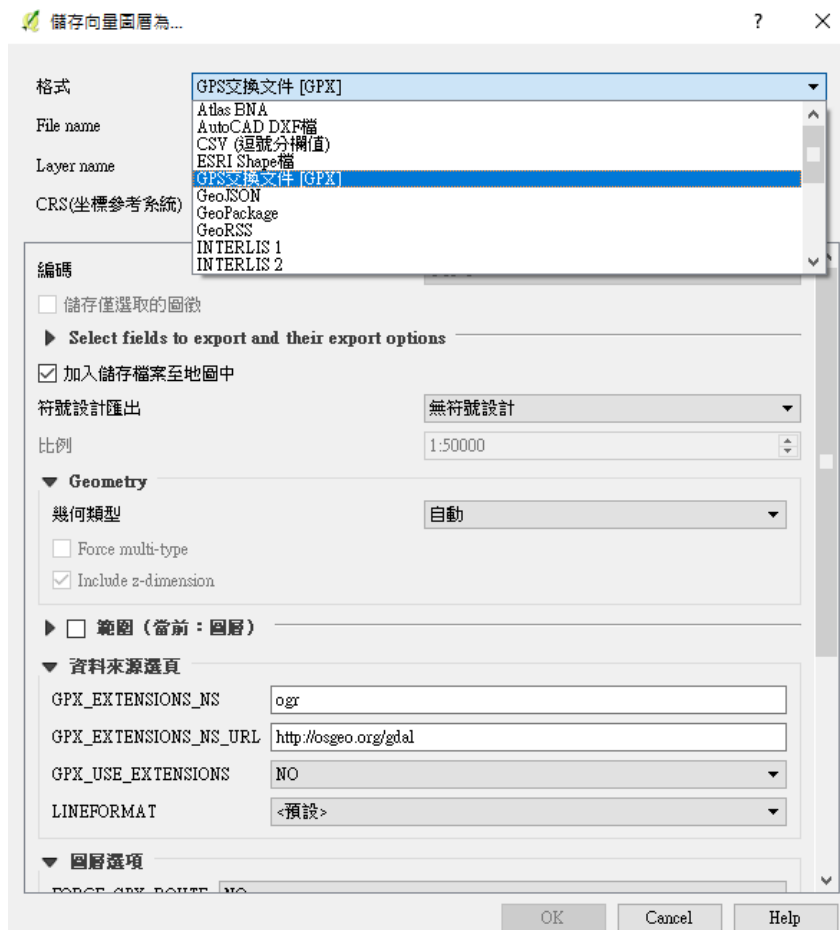 儲存向量圖層為...
?
格式
GPS交換文件 [GPX]
Atlas BNA
AutoCAD DXF檔
File name
CSV (逗號分欄值)
ESRI Shape檔
Layer name
GPS交換文件 [GPX]
GeoJSON
CRS(坐標參考系統)
GeoPackage
GeoRSS
INTERLIS 1
INTERLIS 2
編碼
儲存僅選取的圖徵
Select fields to export and their export options
加入儲存檔案至地圖中
符號設計匯出 無符號設計
比例 1:50000
Geometry
幾何類型 自動
Force multi-type
Include z-dimension
範圍（當前：圖層）
資料來源選頁
GPX_EXTENSIONS_NS ogr
GPX_EXTENSIONS_NS_URL http://osgeo.org/gdal
GPX_USE_EXTENSIONS NO
LINEFORMAT <預設>
圖層選項
FORCE_GPX_ROUTE NO
OK Cancel Help